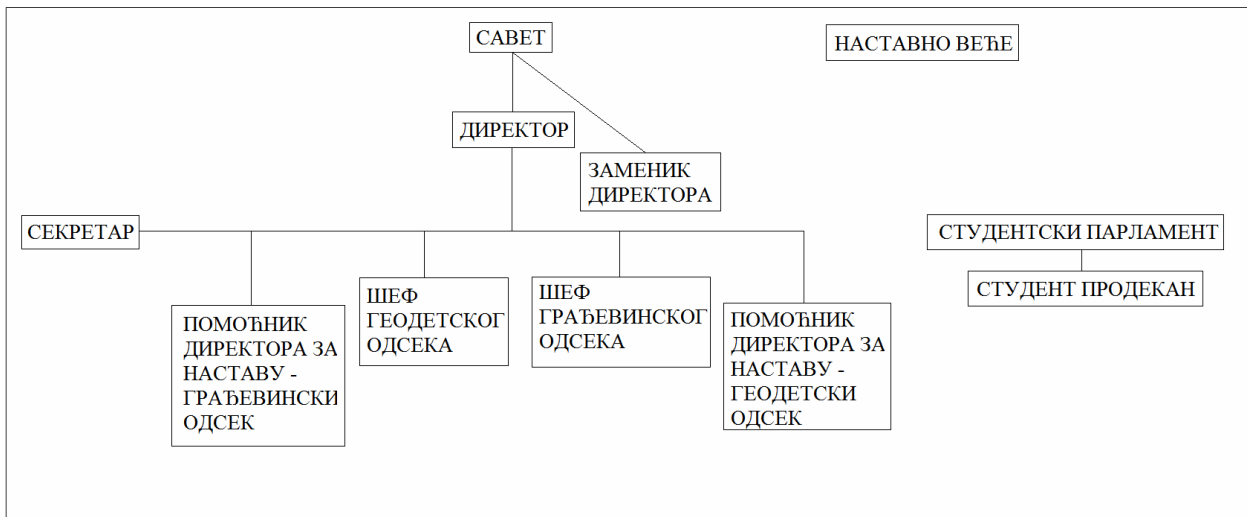 САВЕТ
НАСТАВНО ВЕЋЕ
ДИРЕКТОР
ЗАМЕНИК
ДИРЕКТОРА
СЕКРЕТАР
СТУДЕНТСКИ ПАРЛАМЕНТ
СТУДЕНТ ПРОДЕКАН
ПОМОЋНИК
ДИРЕКТОРА ЗА
НАСТАВУ -
ГРАЂЕВИНСКИ
ОДСЕК
ШЕФ
ГЕОДЕТСКОГ
ОДСЕКА
ШЕФ
ГРАЂЕВИНСКОГ
ОДСЕКА
ПОМОЋНИК
ДИРЕКТОРА ЗА
НАСТАВУ -
ГЕОДЕТСКИ
ОДСЕК